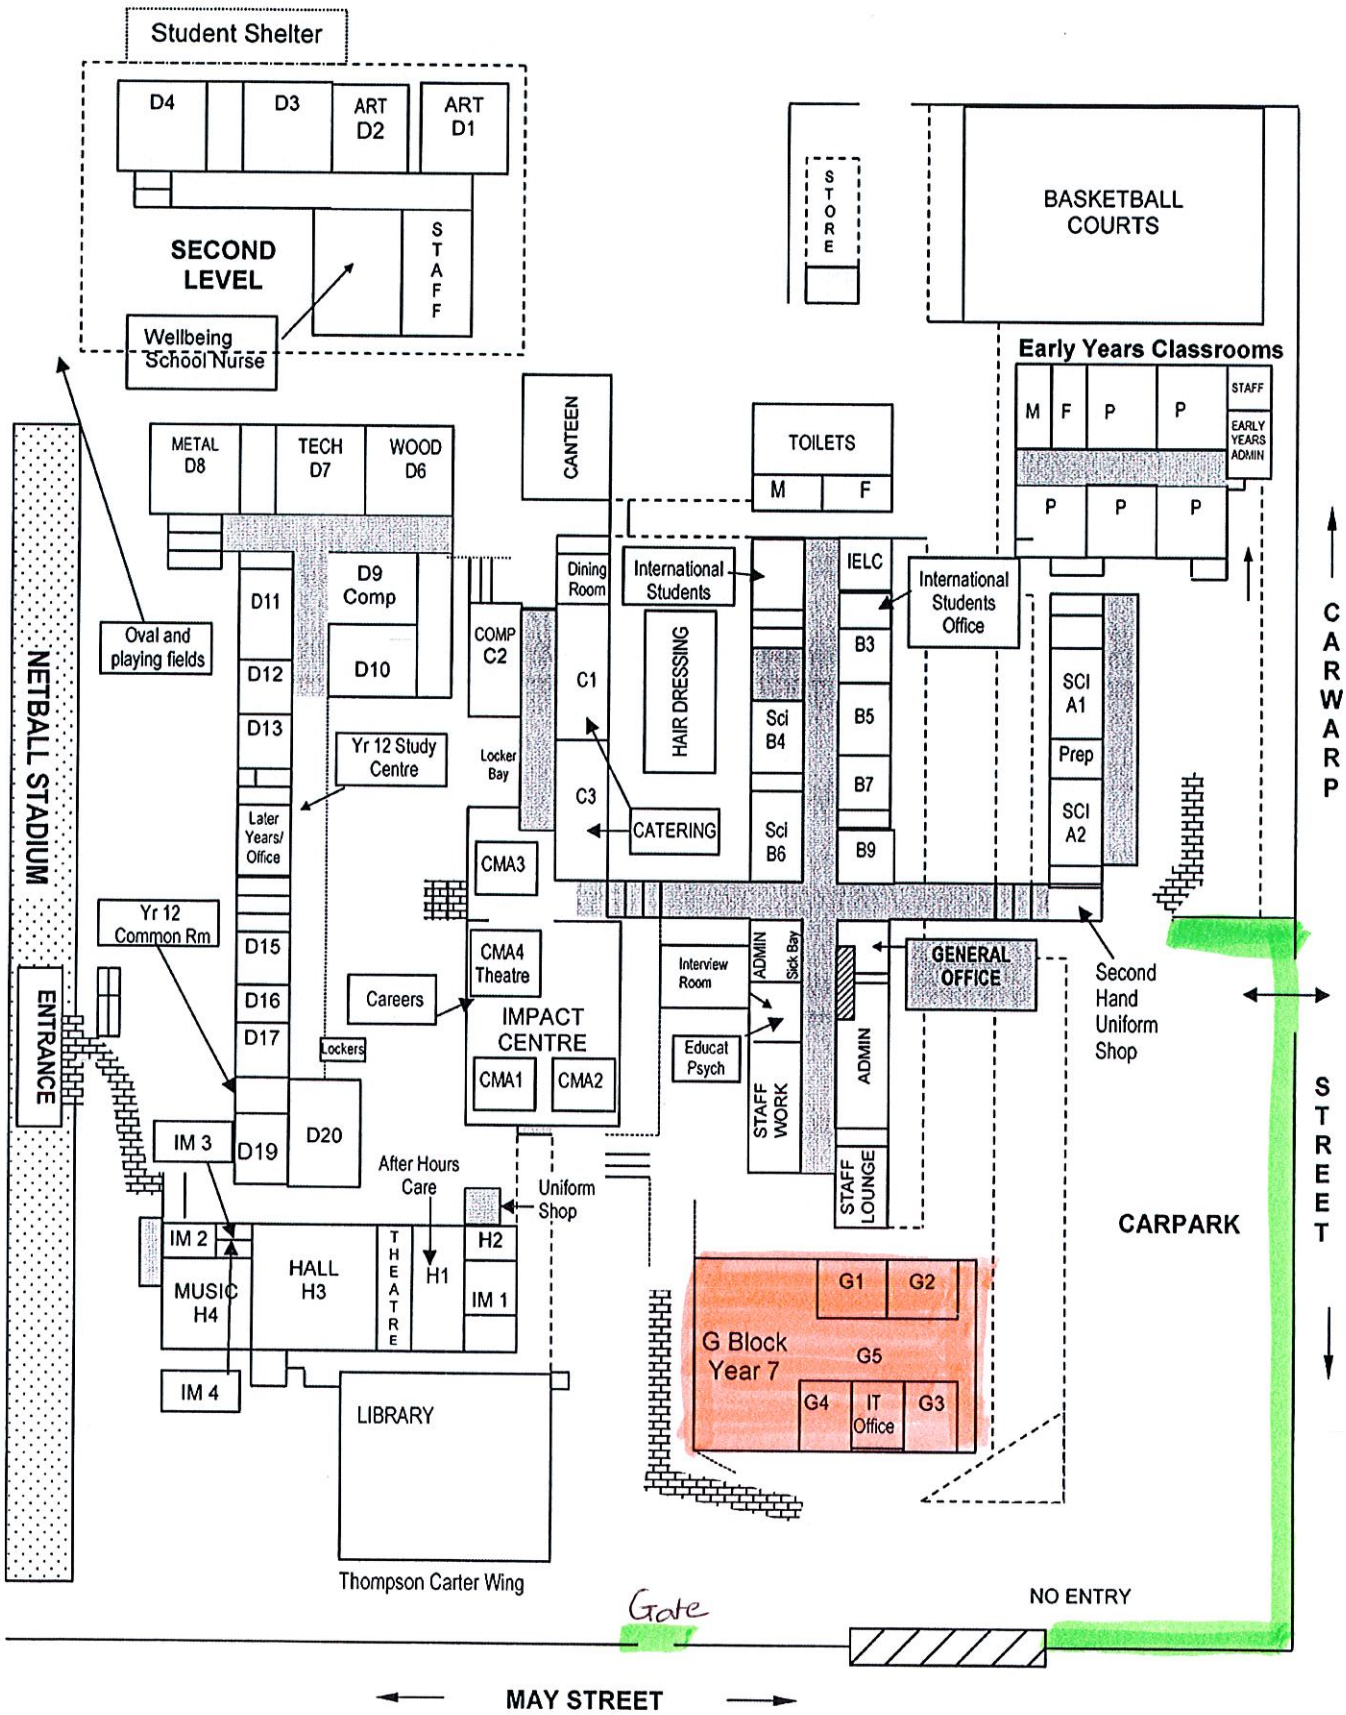 Student Shelter
D4
D3
ART
D2
ART
D1
SECOND
LEVEL
STAFF
Wellbeing
School Nurse
STORE
BASKETBALL
COURTS
Early Years Classrooms
M
F
P
P
STAFF
EARLY
YEARS
ADMIN
P
P
P
METAL
D8
TECH
D7
WOOD
D6
CANTEEN
TOILETS
M
F
NETBALL STADIUM
ENTRANCE
Oval and
playing fields
D11
D9
Comp
D10
D12
D13
COMP
C2
Dining
Room
International
Students
IELC
International
Students
Office
HAIR DRESSING
C1
B3
Sci
B4
B5
SCI
A1
Prep
SCI
A2
Yr 12 Study
Centre
Locker
Bay
C3
CATERING
B7
Sci
B6
B9
Later
Years/
Office
CMA3
CARWARP
STREET
Yr 12
Common Rm
D15
D16
D17
CMA4
Theatre
Careers
IMPACT
CENTRE
CMA1
CMA2
Lockers
Interview
Room
ADMIN
Sick Bay
GENERAL
OFFICE
Second
Hand
Uniform
Shop
Educat
Psych
STAFF
WORK
ADMIN
STAFF
LOUNGE
IM 3
D19
D20
After Hours
Care
Uniform
Shop
CARPARK
IM 2
MUSIC
H4
HALL
H3
THEATRE
H1
H2
IM 1
IM 4
G1
G2
G Block
Year 7
G5
G4
IT
Office
G3
LIBRARY
Thompson Carter Wing
Gate
NO ENTRY
MAY STREET